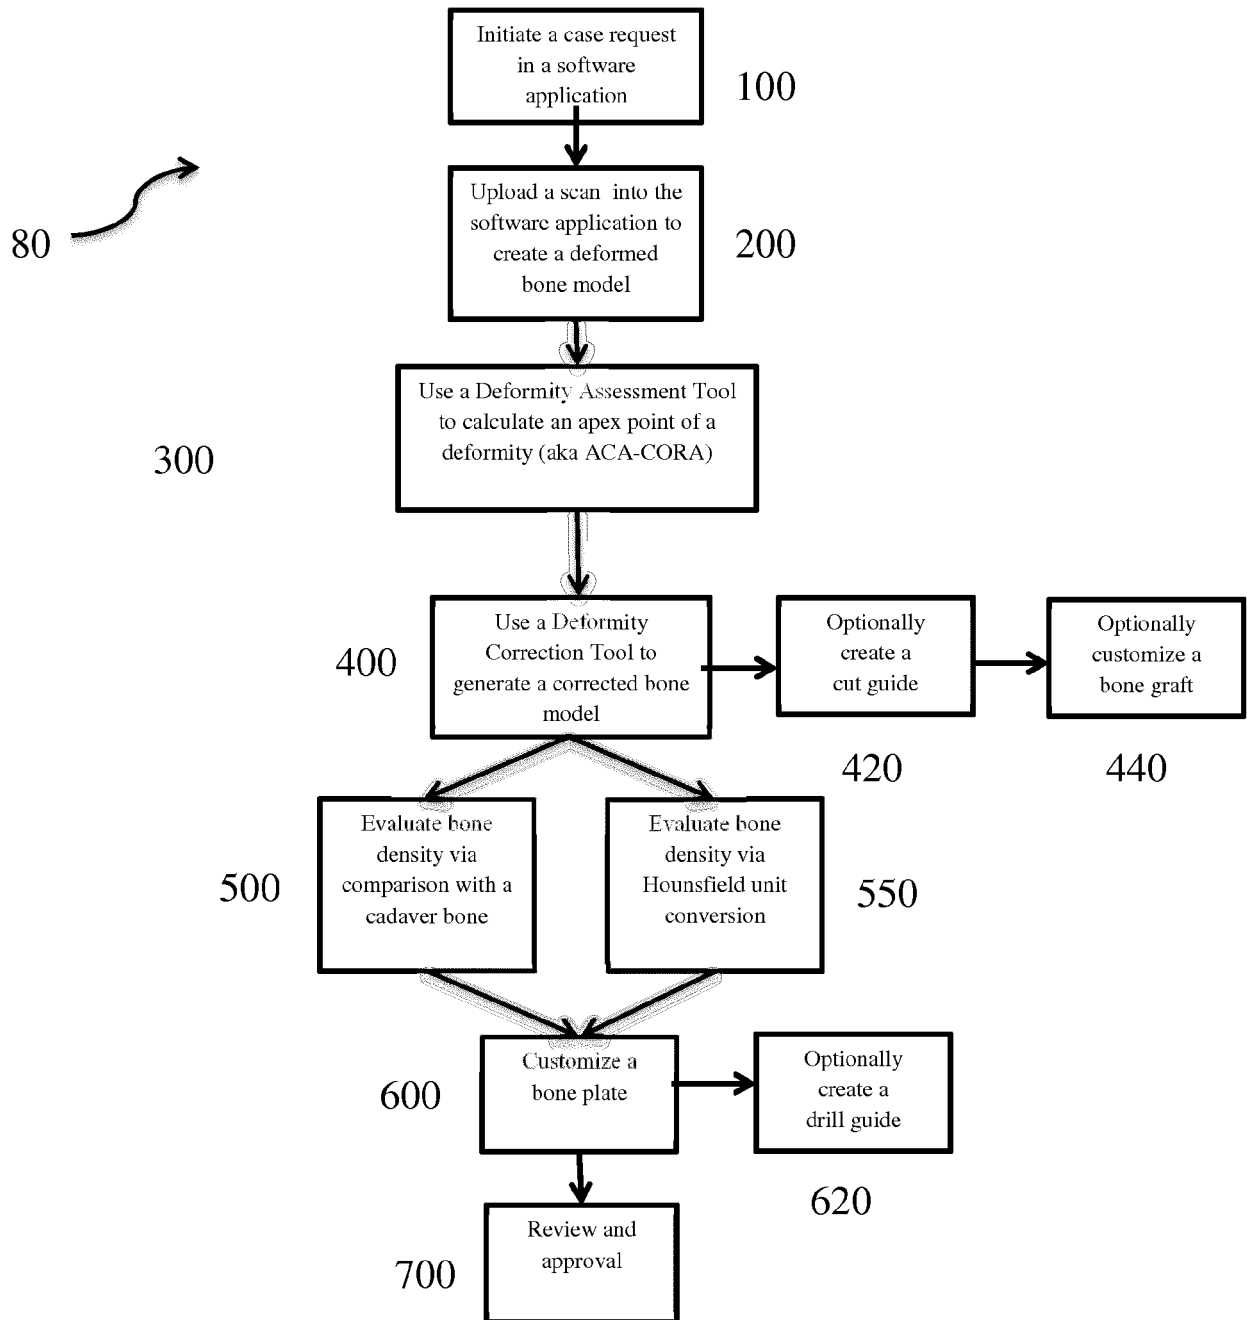 Initiate a case request
in a software
application
100
80
Upload a scan into the
software application to
create a deformed
bone model
200
Use a Deformity Assessment Tool
to calculate an apex point of a
deformity (aka ACA-CORA)
300
Use a Deformity
Correction Tool to
generate a corrected bone
model
400
Optionally
create a
cut guide
420
Optionally
customize a
bone graft
440
Evaluate bone
density via
comparison with a
cadaver bone
500
Evaluate bone
density via
Hounsfield unit
conversion
550
Customize a
bone plate
600
Optionally
create a
drill guide
620
Review and
approval
700